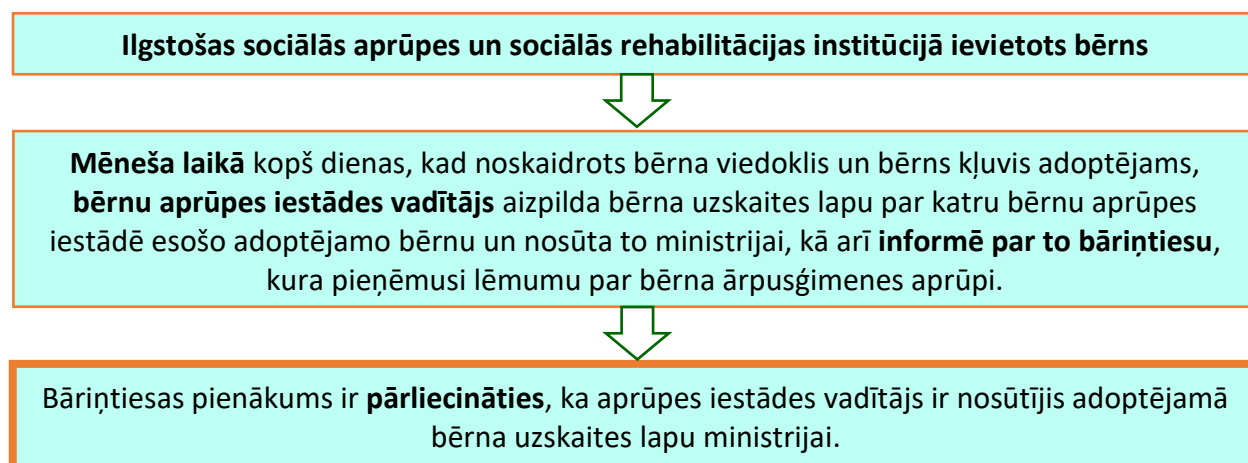 Ilgstošas sociālās aprūpes un sociālās rehabilitācijas institūcijā ievietots bērns
Mēneša laikā kopš dienas, kad noskaidrots bērna viedoklis un bērns kļuvis adoptējams,
bērnu aprūpes iestādes vadītājs aizpilda bērna uzskaites lapu par katru bērnu aprūpes
iestādē esošo adoptējamo bērnu un nosūta to ministrijai, kā arī informē par to bāriņtiesu,
kura pieņēmusi lēmumu par bērna ārpusģimenes aprūpi.
Bāriņtiesas pienākums ir pārliecināties, ka aprūpes iestādes vadītājs ir nosūtījis adoptējamā
bērna uzskaites lapu ministrijai.